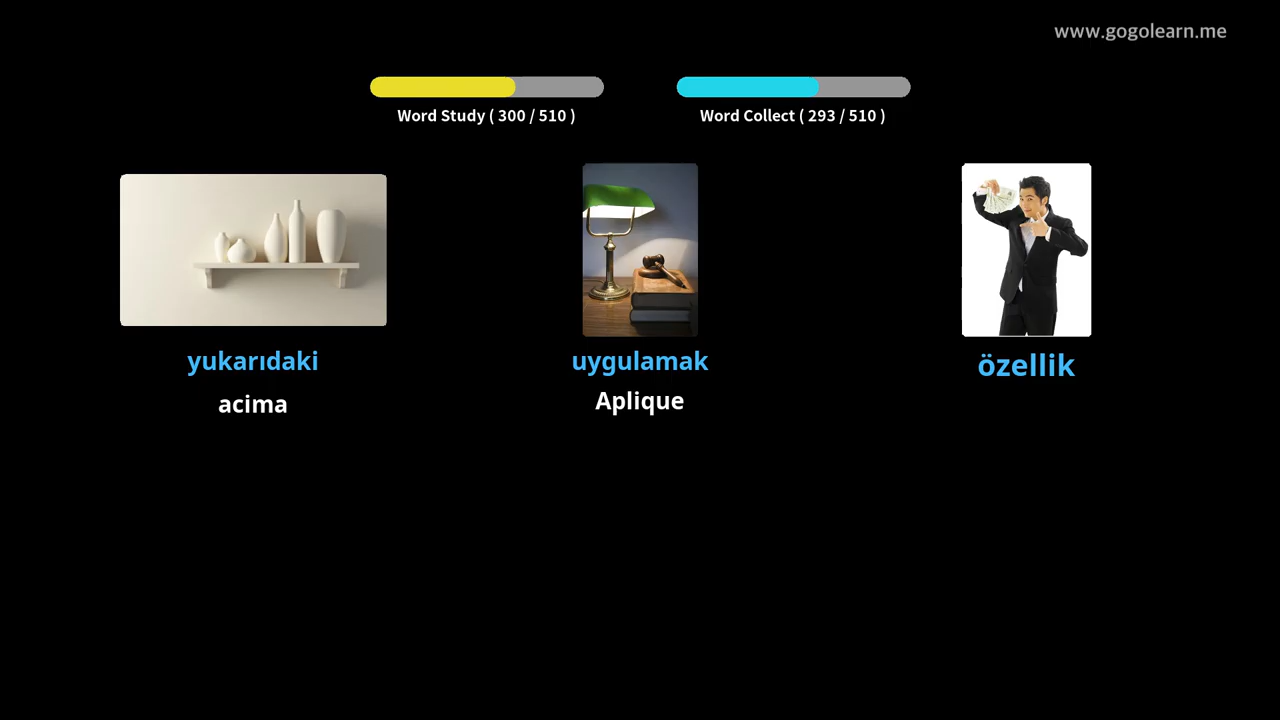 www.gogolearn.me
Word Study ( 300 / 510 )
Word Collect ( 293 / 510 )
yukarıdaki
acima
uygulamak
Aplique
özellik